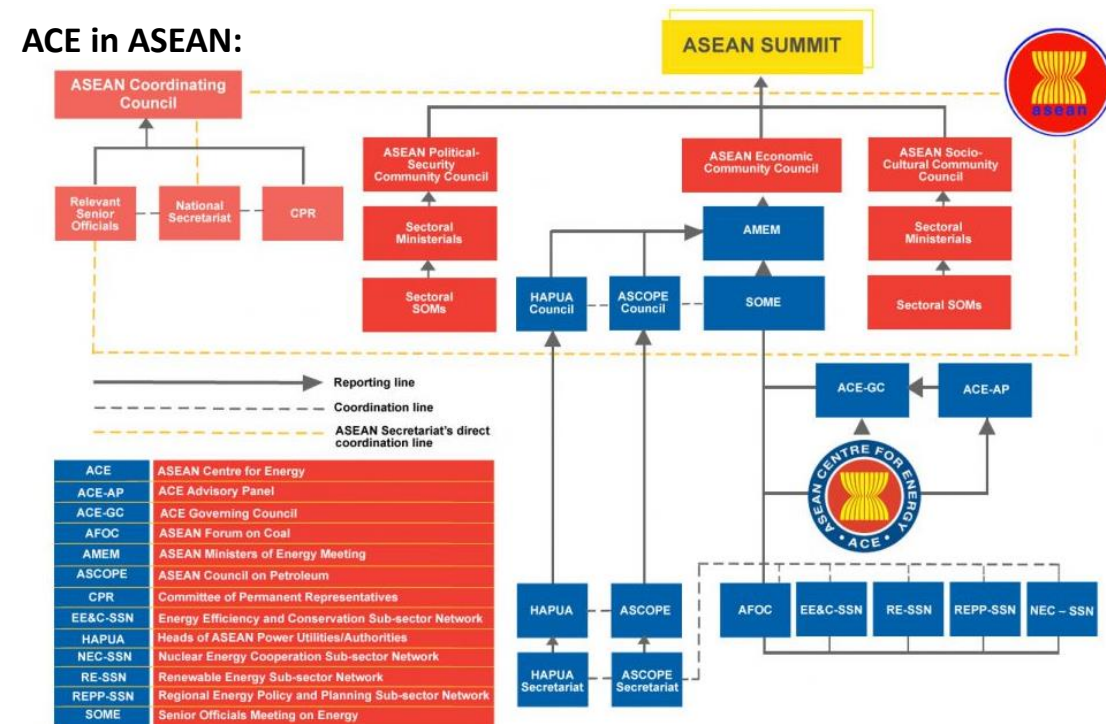 ACE in ASEAN:
ASEAN SUMMIT
asean
ASEAN Coordinating
Council
Relevant
Senior
Officials
National
Secretariat
CPR
ASEAN Political-
Security
Community Council
Sectoral
Ministerials
Sectoral
SOMs
ASEAN Economic
Community Council
AMEM
SOME
HAPUA
Council
ASCOPE
Council
ASEAN Socio-
Cultural Community
Council
Sectoral
Ministerials
Sectoral SOMs
Reporting line
Coordination line
ASEAN Secretariat's direct
coordination line
ACE-GC
ACE-AP
ASEAN CENTRE FOR ENERGY
• ACE •
ACE ASEAN Centre for Energy
ACE-AP ACE Advisory Panel
ACE-GC ACE Governing Council
AFOC ASEAN Forum on Coal
AMEM ASEAN Ministers of Energy Meeting
ASCOPE ASEAN Council on Petroleum
CPR Committee of Permanent Representatives
EE&C-SSN Energy Efficiency and Conservation Sub-sector Network
HAPUA Heads of ASEAN Power Utilities/Authorities
NEC-SSN Nuclear Energy Cooperation Sub-sector Network
RE-SSN Renewable Energy Sub-sector Network
REPP-SSN Regional Energy Policy and Planning Sub-sector Network
SOME Senior Officials Meeting on Energy
HAPUA
ASCOPE
HAPUA
Secretariat
ASCOPE
Secretariat
AFOC
EE&C-SSN
RE-SSN
REPP-SSN
NEC – SSN